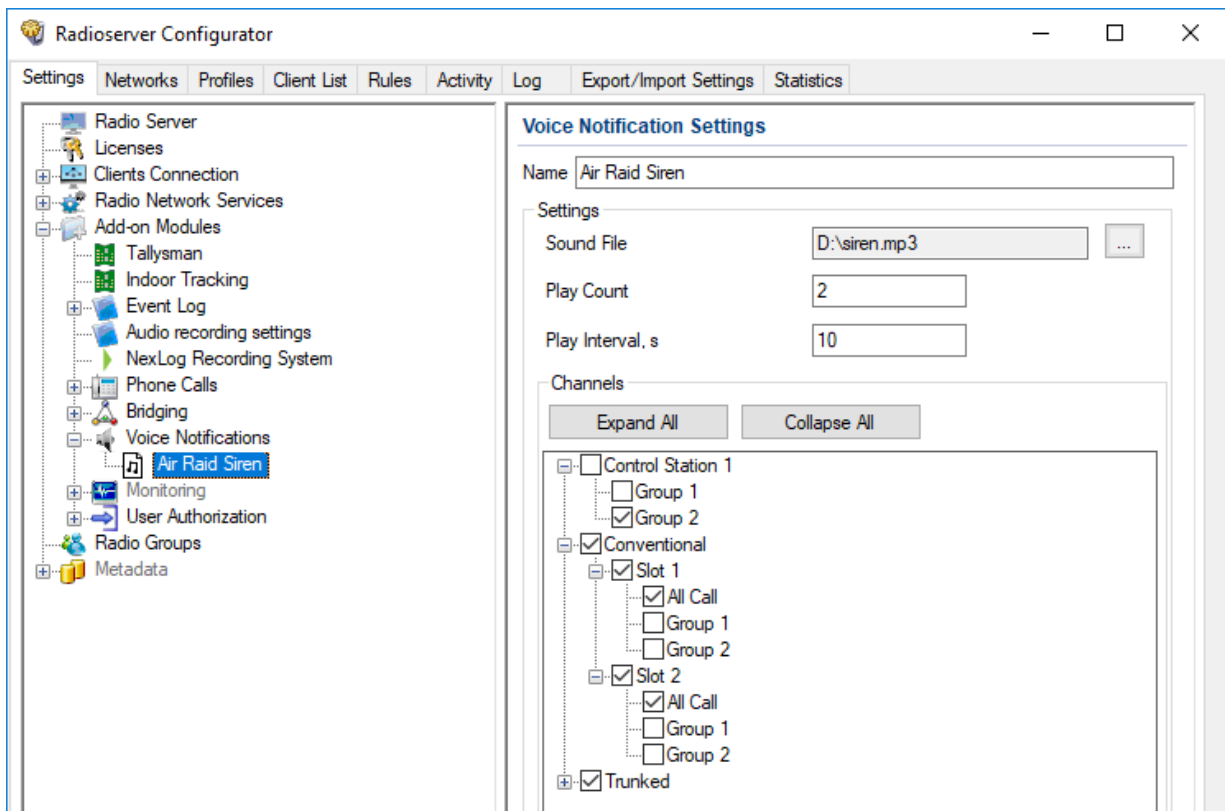 Radioserver Configurator
Settings Networks Profiles Client List Rules Activity Log Export/Import Settings Statistics
Radio Server
Licenses
Clients Connection
Radio Network Services
Add-on Modules
Tallysman
Indoor Tracking
Event Log
Audio recording settings
NexLog Recording System
Phone Calls
Bridging
Voice Notifications
Air Raid Siren
Monitoring
User Authorization
Radio Groups
Metadata
Voice Notification Settings
Name Air Raid Siren
Settings
Sound File D:\siren.mp3 ...
Play Count 2
Play Interval, s 10
Channels
Expand All Collapse All
Control Station 1
Group 1
Group 2
Conventional
Slot 1
All Call
Group 1
Group 2
Slot 2
All Call
Group 1
Group 2
Trunked